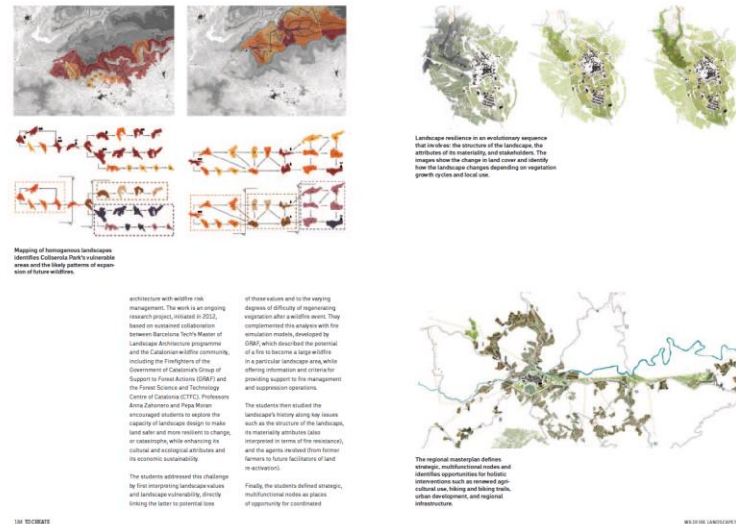 Mapping of homogenous landscapes
identifies Collserola Park's vulnerable
areas and the likely patterns of expan-
sion of future wildfires.
architecture with wildfire risk
management. The work is an ongoing
research project, initiated in 2012,
based on sustained collaboration
between Barcelona Tech's Master of
Landscape Architecture programme
and the Catalonian wildfire community,
including the Firefighters of the
Government of Catalonia's Group of
Support to Forest Actions (GRAF) and
the Forest Science and Technology
Centre of Catalonia (CTFC). Professors
Anna Zahonero and Pepa Moran
encouraged students to explore the
capacity of landscape design to make
land safer and more resilient to change,
or catastrophe, while enhancing its
cultural and ecological attributes and
its economic sustainability.
The students addressed this challenge
by first interpreting landscape values
and landscape vulnerability, directly
linking the latter to potential loss
of those values and to the varying
degrees of difficulty of regenerating
vegetation after a wildfire event. They
complemented this analysis with fire
simulation models, developed by
GRAF, which described the potential
of a fire to become a large wildfire
in a particular landscape area, while
offering information and criteria for
providing support to fire management
and suppression operations.
The students then studied the
landscape's history along key issues
such as the structure of the landscape,
its materiality attributes (also
interpreted in terms of fire resistance),
and the agents involved (from former
farmers to future facilitators of land
re-activation).
Finally, the students defined strategic,
multifunctional nodes as places
of opportunity for coordinated
184 TO CREATE
Landscape resilience in an evolutionary sequence
that involves: the structure of the landscape, the
attributes of its materiality, and stakeholders. The
images show the change in land cover and identify
how the landscape changes depending on vegetation
growth cycles and local use.
The regional masterplan defines
strategic, multifunctional nodes and
identifies opportunities for holistic
interventions such as renewed agri-
cultural use, hiking and biking trails,
urban development, and regional
infrastructure.